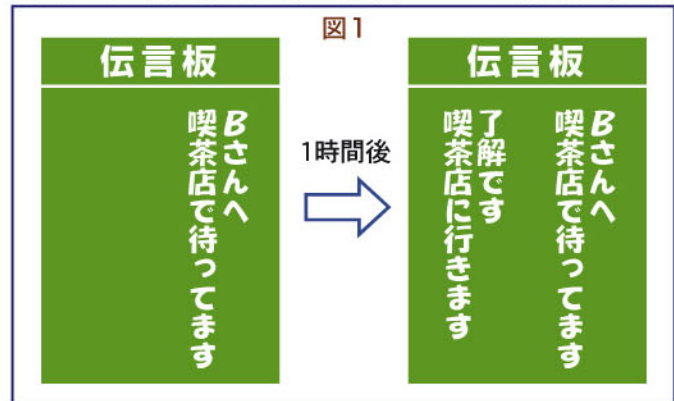 図1
伝言板
Bさんへ
喫茶店で待ってます
1時間後
伝言板
Bさんへ
喫茶店で待ってます
了解です
喫茶店に行きます